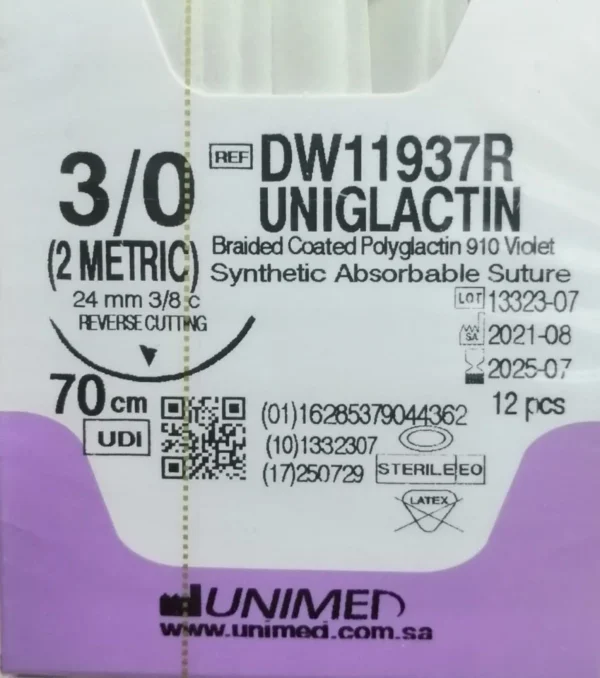 3/0
(2 METRIC)
24 mm 3/8 c
REVERSE CUTTING
70 cm
REF DW11937R
UNIGLACTIN
Braided Coated Polyglactin 910 Violet
Synthetic Absorbable Suture
LOT 13323-07
SA 2021-08
2025-07
12 pcs
UDI
(01)16285379044362
(10)1332307
(17)250729
STERILE EO
LATEX
UNIMED
www.unimed.com.sa